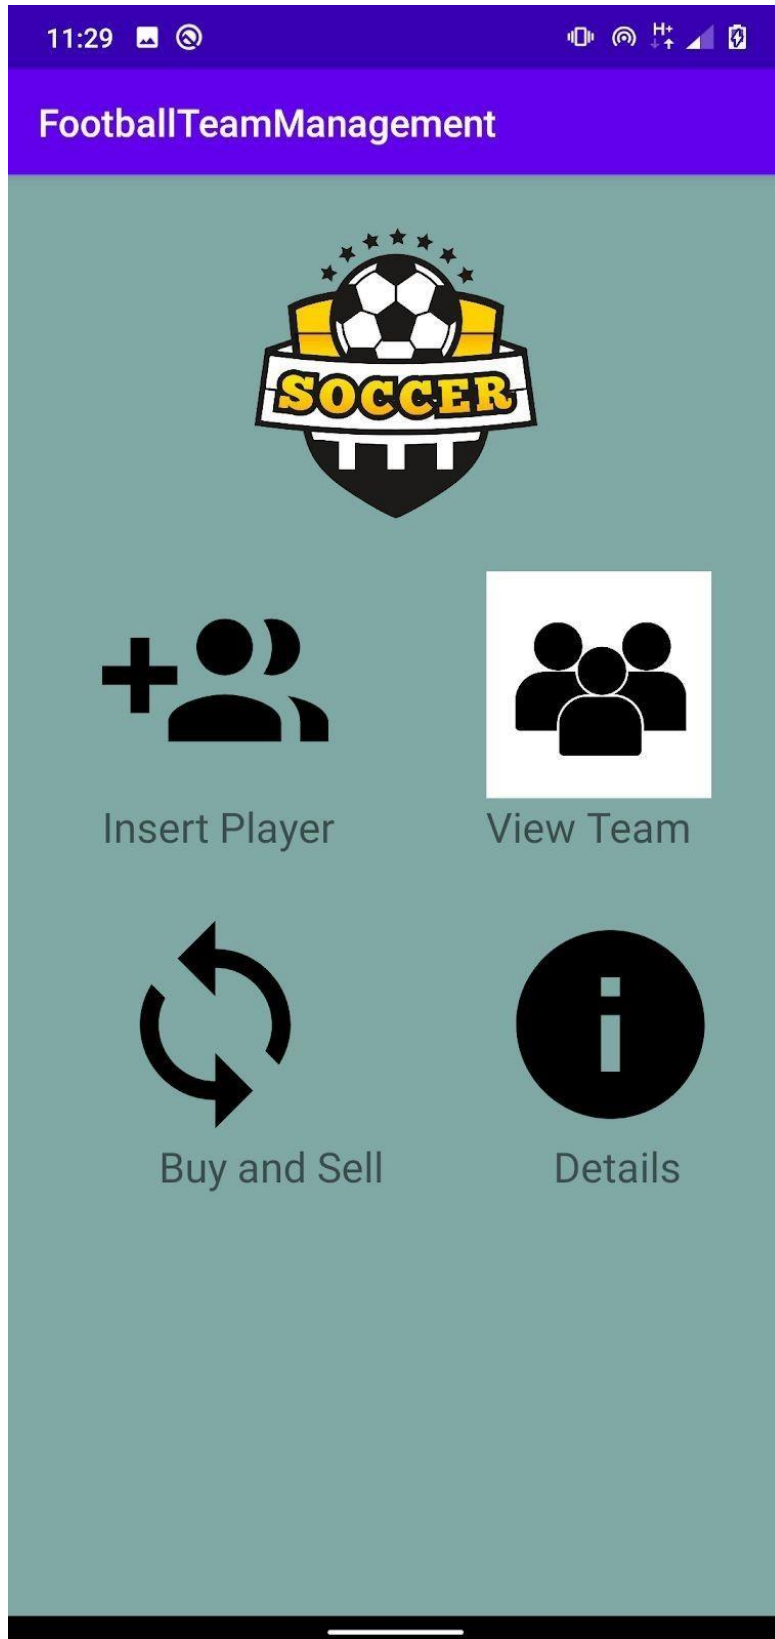 11:29
H+
FootballTeamManagement
SOCCER
Insert Player
View Team
Buy and Sell
Details